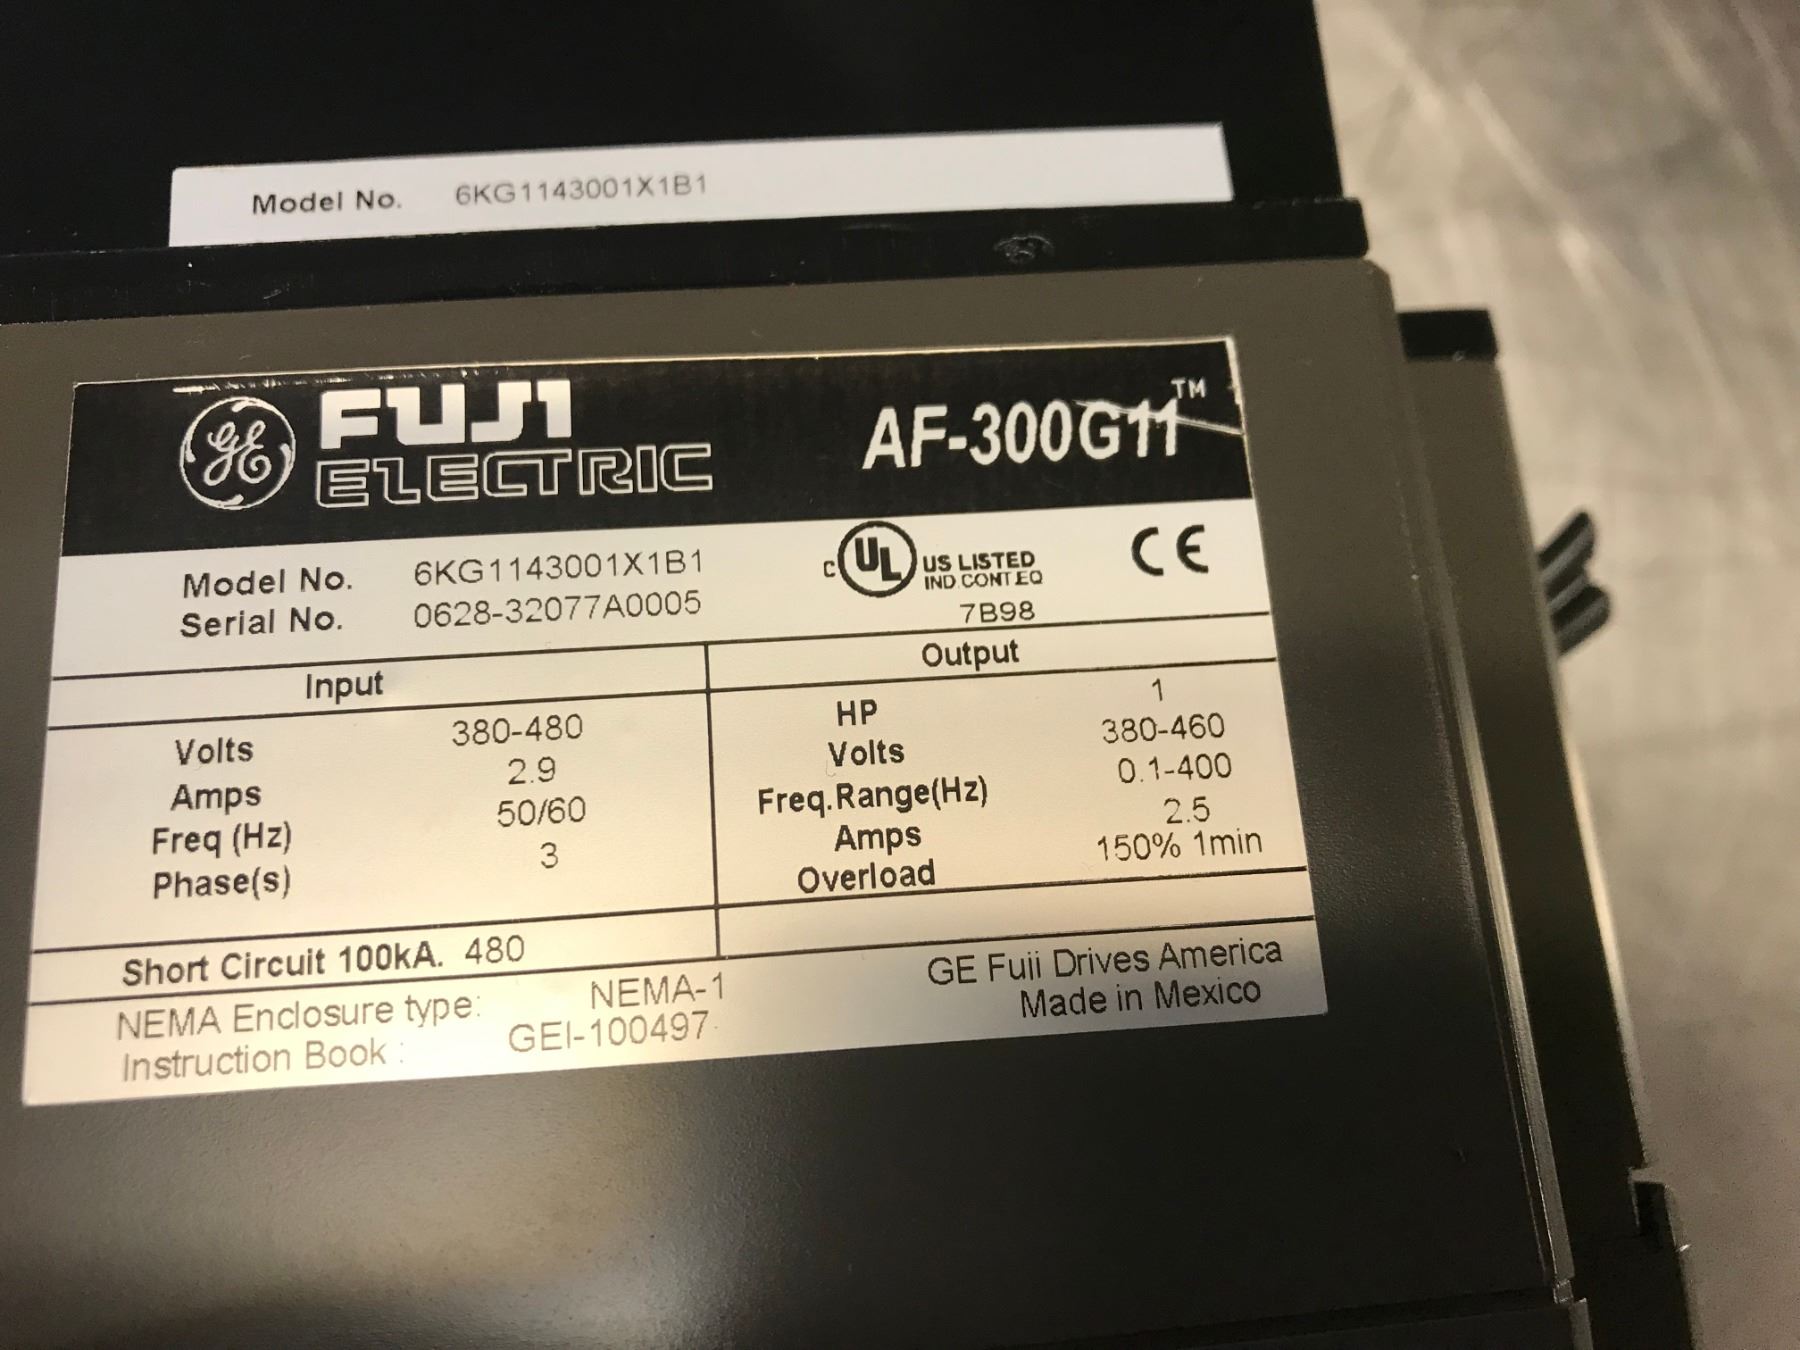 Model No. 6KG1143001X1B1
GE FUJI ELECTRIC AF-300G11™
Model No. 6KG1143001X1B1
Serial No. 0628-32077A0005
c UL US LISTED
IND.CONT.EQ
7B98
CE
Input
Volts 380-480
Amps 2.9
Freq (Hz) 50/60
Phase(s) 3
Output
HP 1
Volts 380-460
Freq.Range(Hz) 0.1-400
Amps 2.5
Overload 150% 1min
Short Circuit 100kA. 480
NEMA Enclosure type: NEMA-1
Instruction Book : GEI-100497
GE Fuji Drives America
Made in Mexico